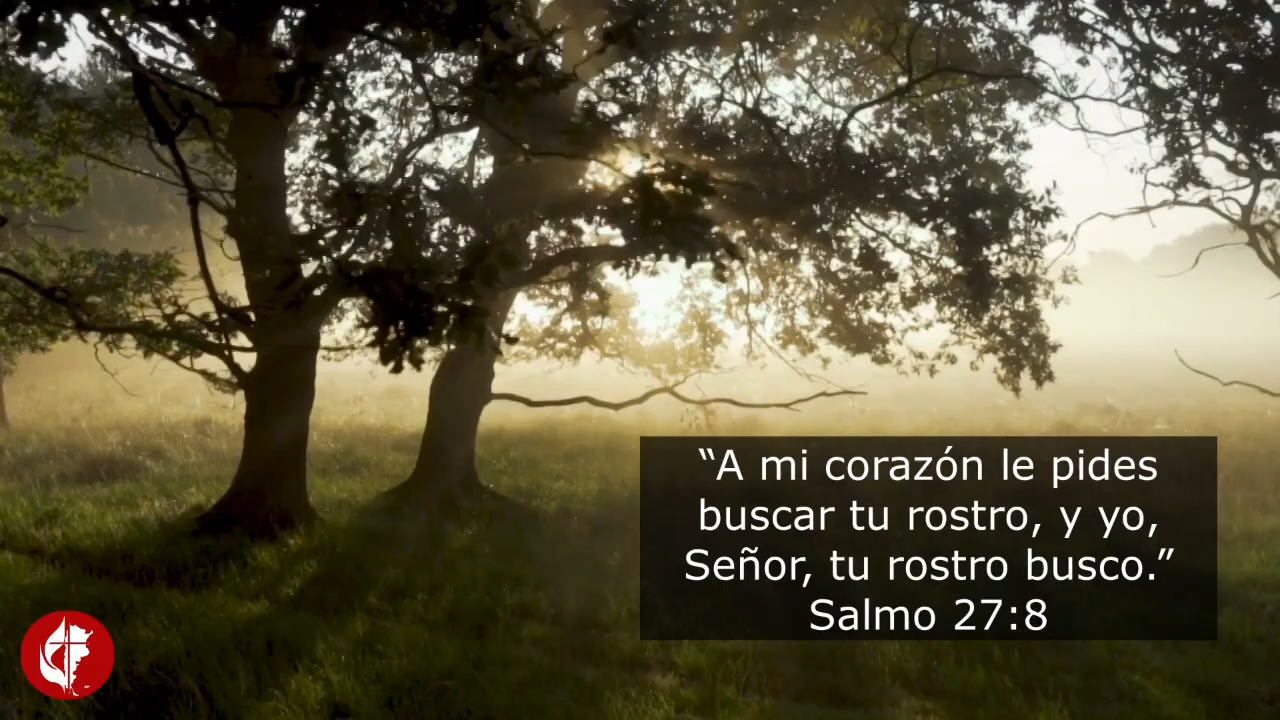 “A mi corazón le pides
buscar tu rostro, y yo,
Señor, tu rostro busco.”
Salmo 27:8